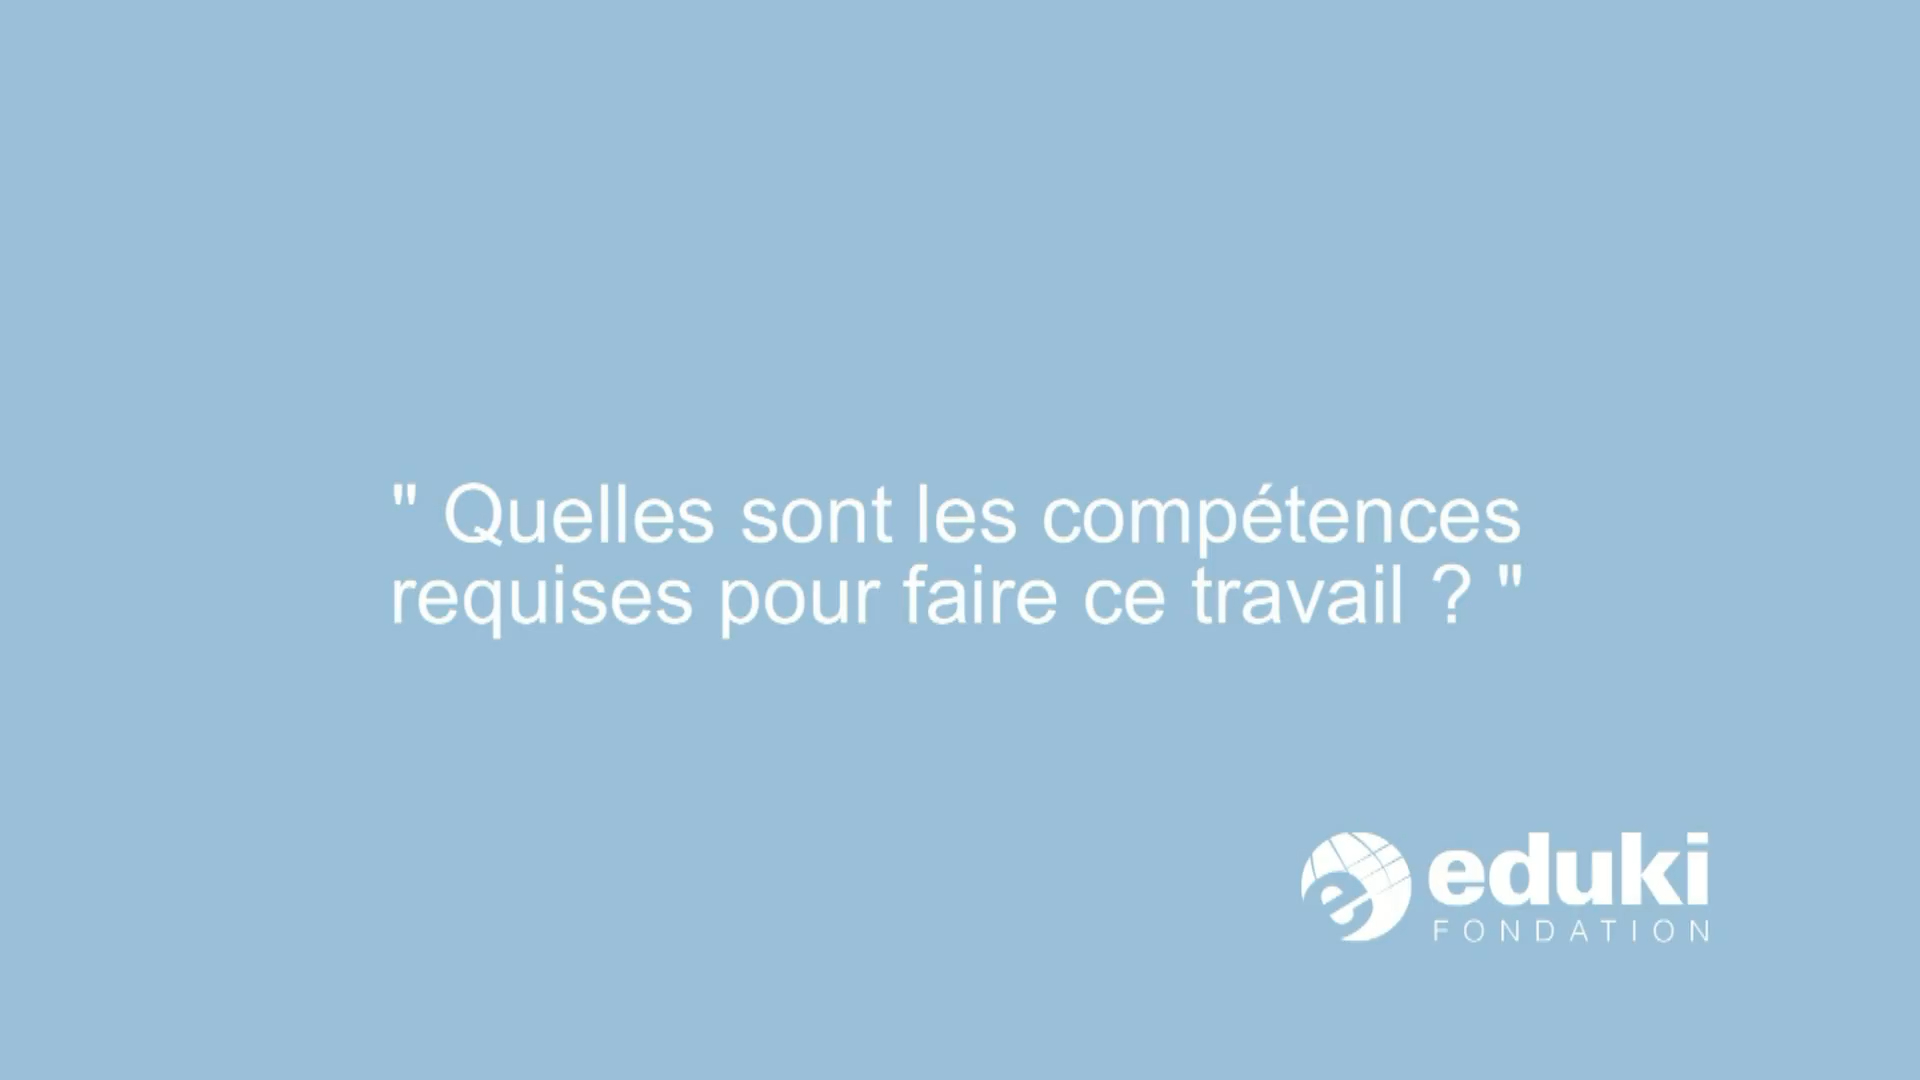 " Quelles sont les compétences
requises pour faire ce travail ? "
eduki
FONDATION